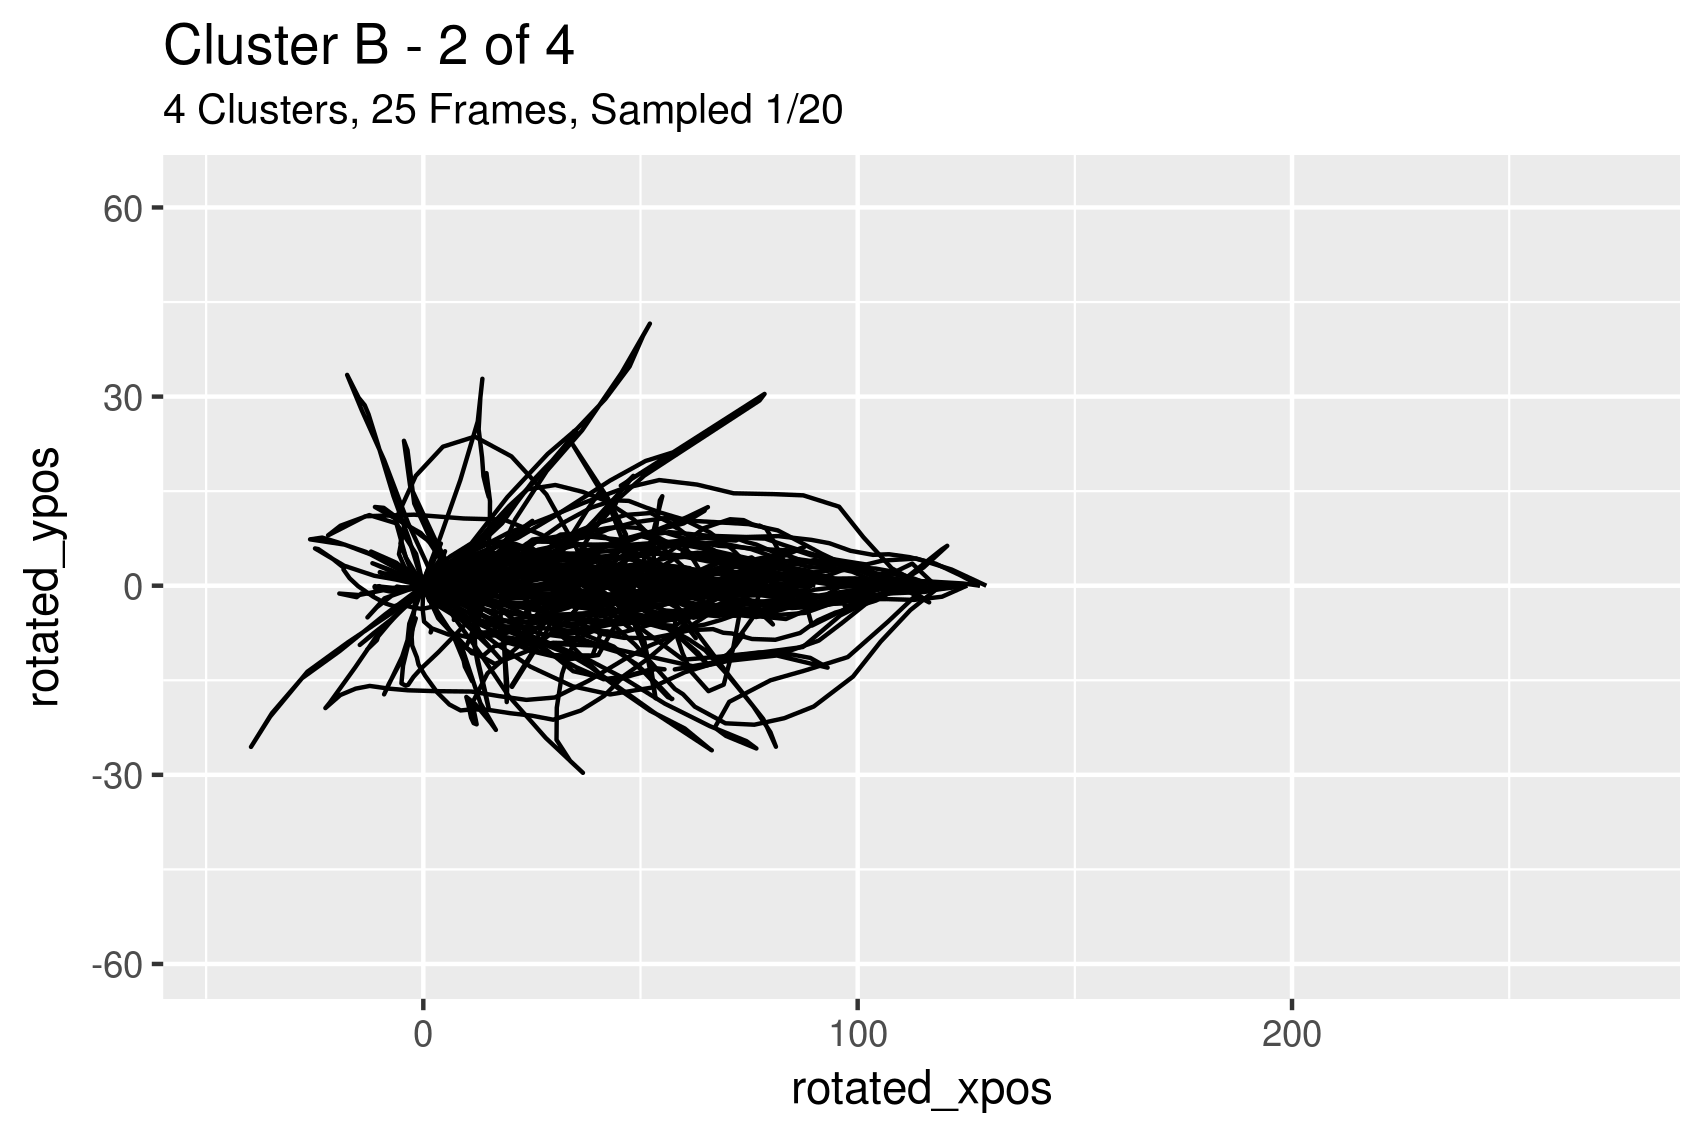 Cluster B - 2 of 4
4 Clusters, 25 Frames, Sampled 1/20
60
30
0
-30
-60
rotated_ypos
0 100 200
rotated_xpos